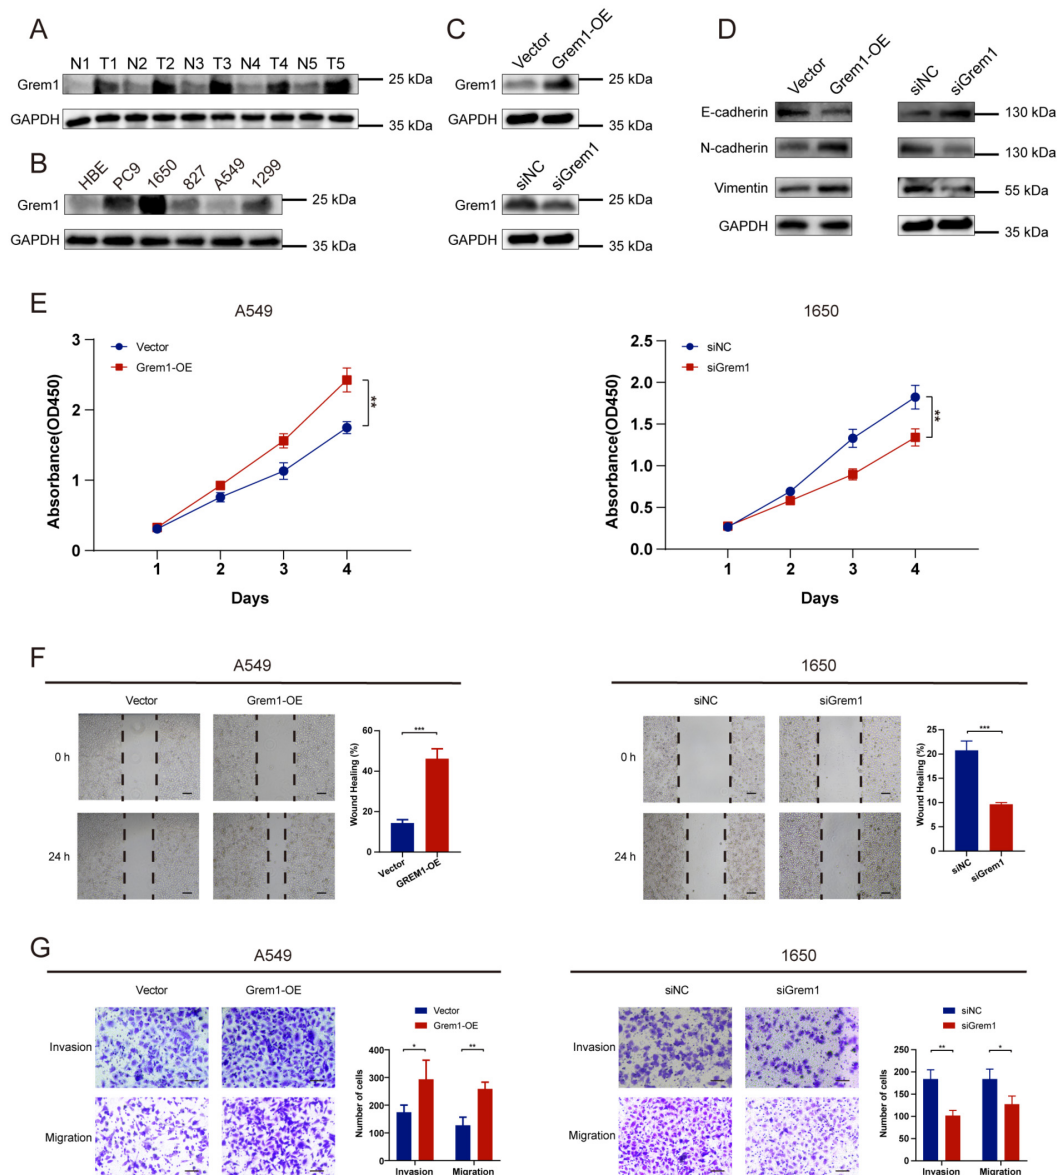 A
N1 T1 N2 T2 N3 T3 N4 T4 N5 T5
Grem1
25 kDa
GAPDH
35 kDa
B
HBE PC9 1650 827 A549 1299
Grem1
25 kDa
GAPDH
35 kDa
C
Vector Grem1-OE
Grem1
25 kDa
GAPDH
35 kDa
siNC siGrem1
Grem1
25 kDa
GAPDH
35 kDa
D
Vector Grem1-OE siNC siGrem1
E-cadherin
130 kDa
N-cadherin
130 kDa
Vimentin
55 kDa
GAPDH
35 kDa
E
A549
Vector
Grem1-OE
Absorbance(OD450)
3
2
1
0
**
1 2 3 4
Days
1650
siNC
siGrem1
Absorbance(OD450)
2.5
2.0
1.5
1.0
0.5
0.0
**
1 2 3 4
Days
F
A549
Vector Grem1-OE
0 h
24 h
Wound Healing (%)
60
40
20
0
***
Vector GREM1-OE
1650
siNC siGrem1
0 h
24 h
Wound Healing (%)
25
20
15
10
5
0
***
siNC siGrem1
G
A549
Vector Grem1-OE
Invasion
Migration
Vector
Grem1-OE
Number of cells
400
300
200
100
0
* **
Invasion Migration
1650
siNC siGrem1
Invasion
Migration
siNC
siGrem1
Number of cells
250
200
150
100
50
0
** *
Invasion Migration